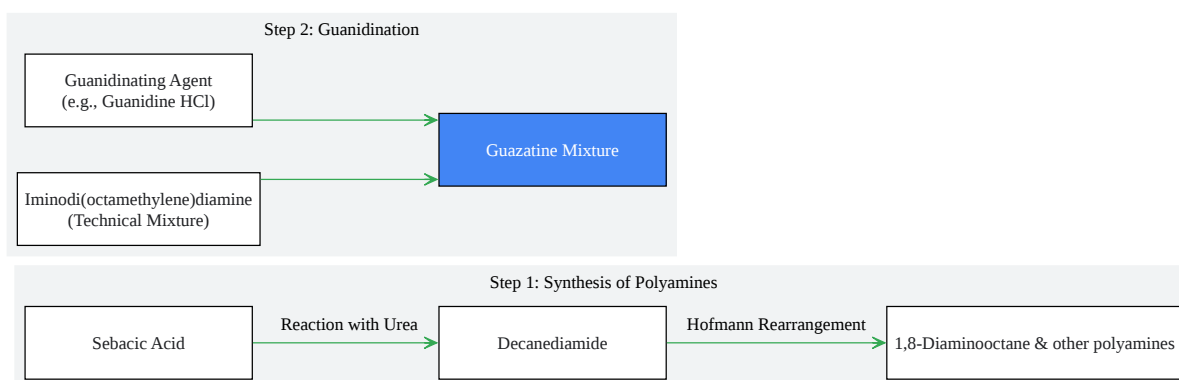 Step 2: Guanidination
Guanidinating Agent
(e.g., Guanidine HCl)
Guazatine Mixture
Iminodi(octamethylene)diamine
(Technical Mixture)
Step 1: Synthesis of Polyamines
Sebacic Acid
Reaction with Urea
Decanediamide
Hofmann Rearrangement
1,8-Diaminooctane & other polyamines